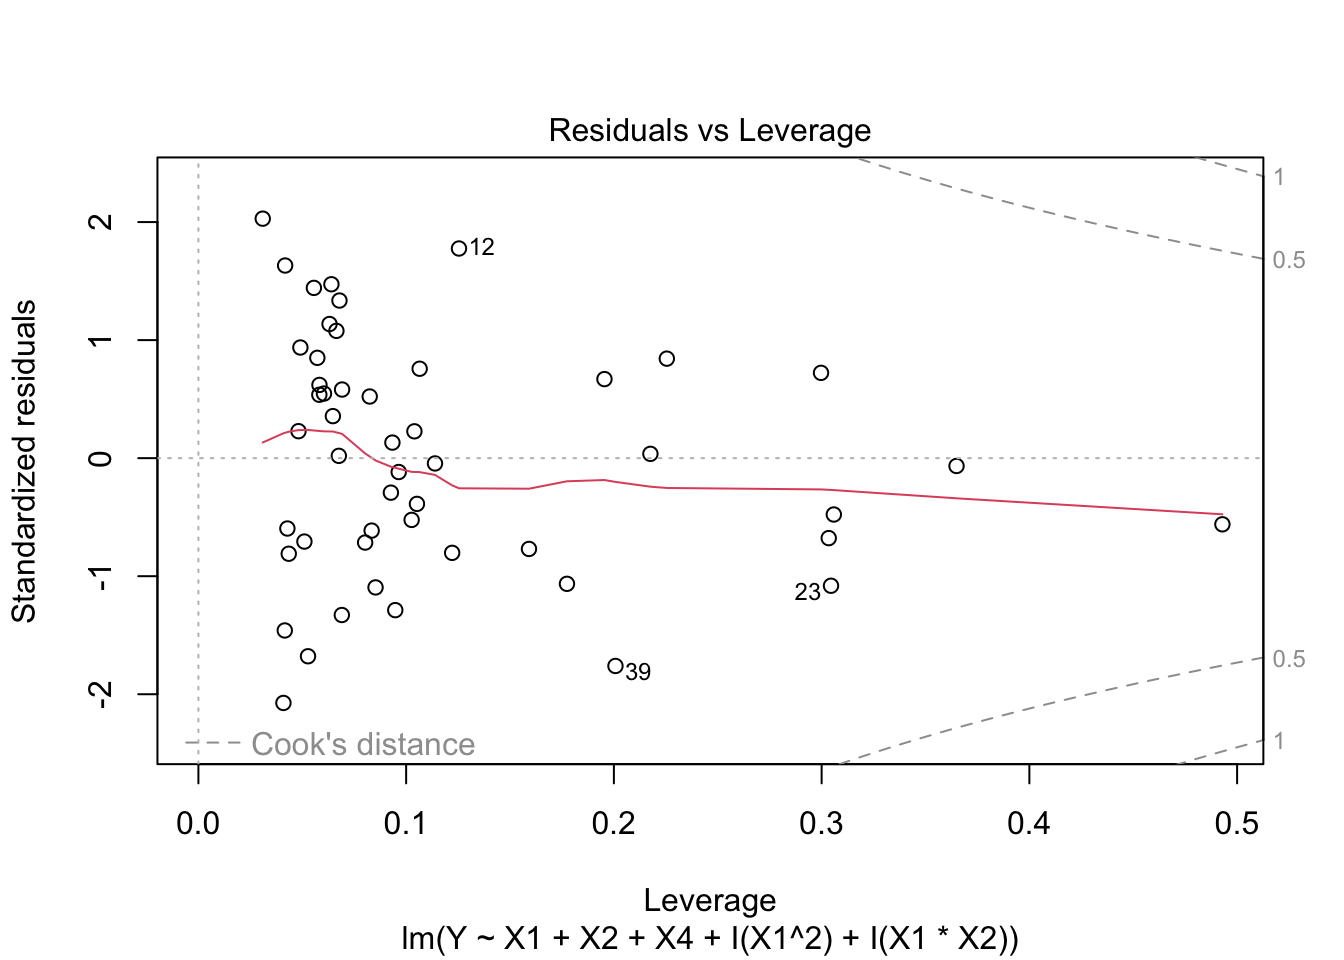 Residuals vs Leverage
Standardized residuals
2
1
0
-1
-2
12
23
39
1
0.5
0.5
1
Cook's distance
0.0 0.1 0.2 0.3 0.4 0.5
Leverage
lm(Y ~ X1 + X2 + X4 + I(X1^2) + I(X1 * X2))